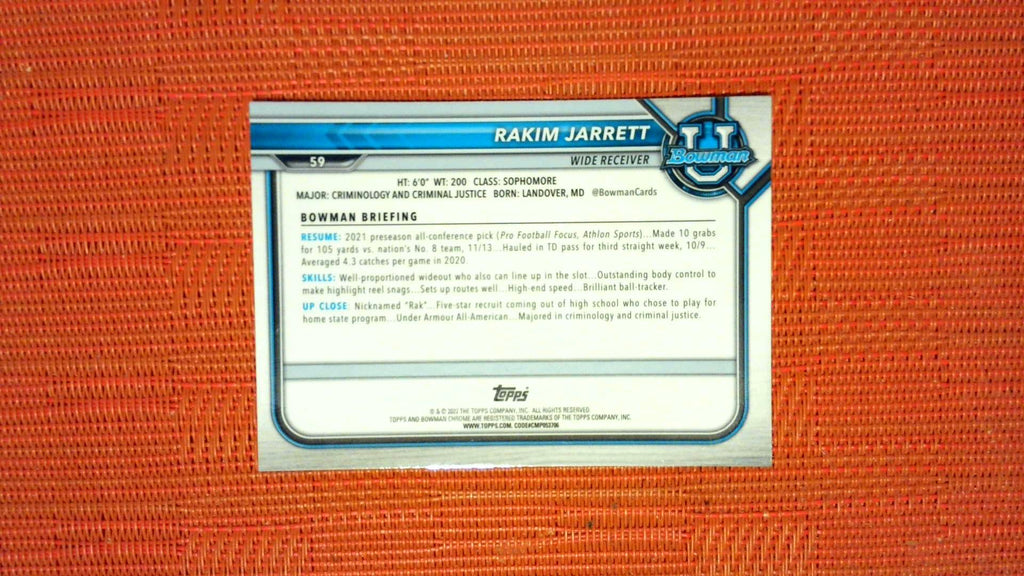 RAKIM JARRETT
U
Bowman
59
WIDE RECEIVER
HT: 6'0" WT: 200 CLASS: SOPHOMORE
MAJOR: CRIMINOLOGY AND CRIMINAL JUSTICE BORN: LANDOVER, MD @BowmanCards
BOWMAN BRIEFING
RESUME: 2021 preseason all-conference pick (Pro Football Focus, Athlon Sports)...Made 10 grabs
for 105 yards vs. nation's No. 8 team, 11/13...Hauled in TD pass for third straight week, 10/9...
Averaged 4.3 catches per game in 2020.
SKILLS: Well-proportioned wideout who also can line up in the slot...Outstanding body control to
make highlight reel snags...Sets up routes well...High-end speed...Brilliant ball-tracker.
UP CLOSE: Nicknamed "Rak"...Five-star recruit coming out of high school who chose to play for
home state program...Under Armour All-American...Majored in criminology and criminal justice.
Topps
® & © 2022 THE TOPPS COMPANY, INC. ALL RIGHTS RESERVED.
TOPPS AND BOWMAN CHROME ARE REGISTERED TRADEMARKS OF THE TOPPS COMPANY, INC.
WWW.TOPPS.COM. CODE#CMP053706